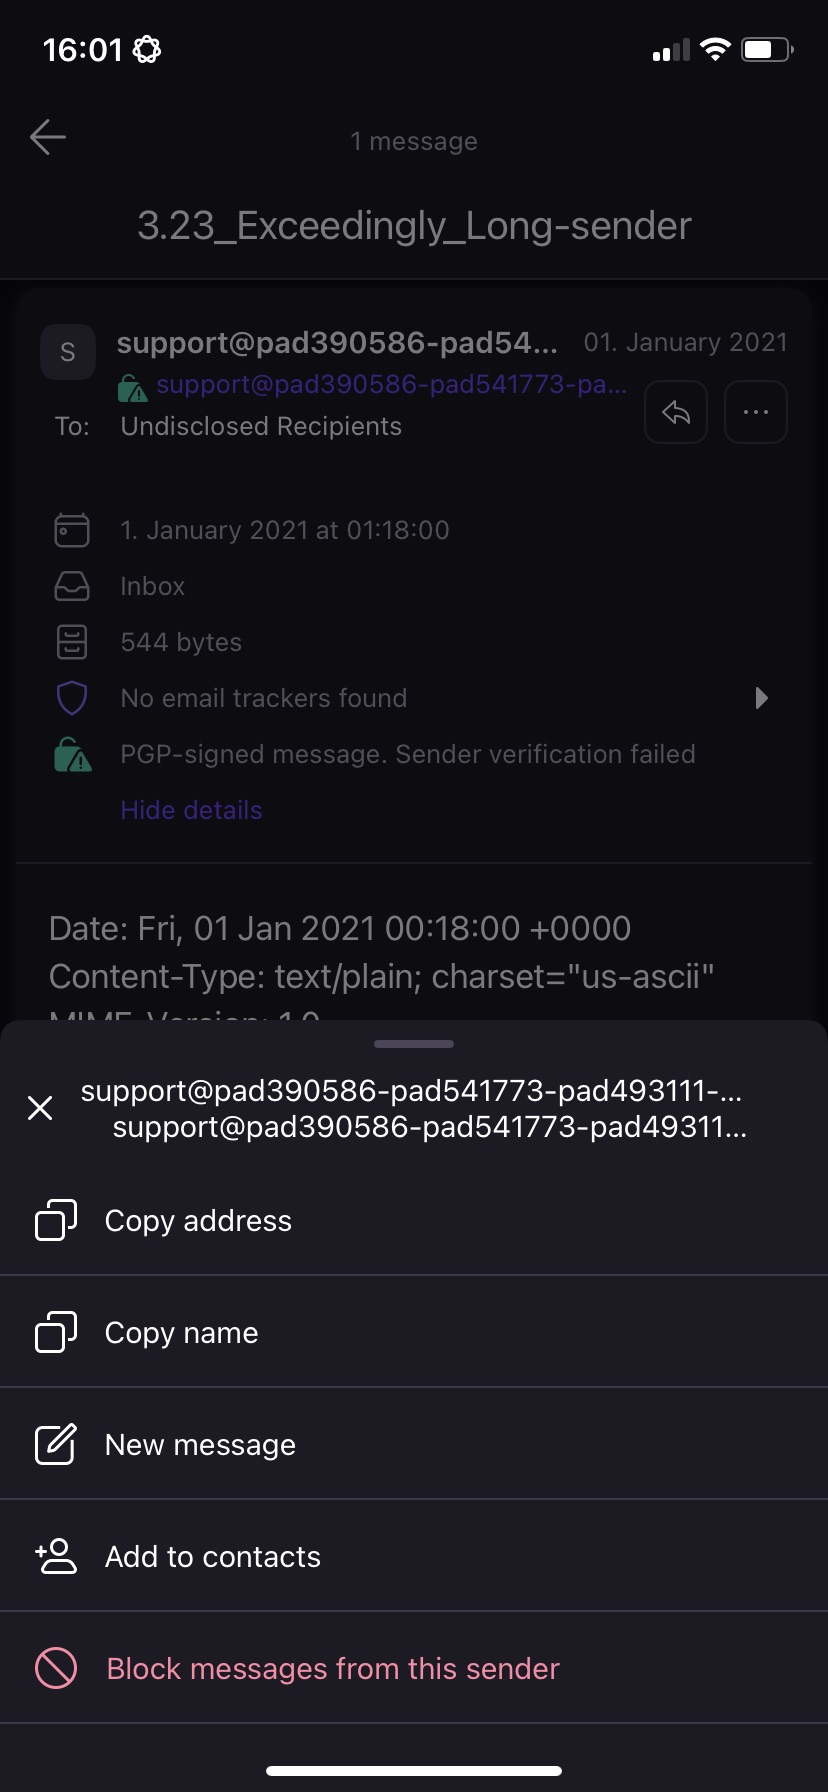 16:01
1 message
3.23_Exceedingly_Long-sender
S
support@pad390586-pad54... 01. January 2021
support@pad390586-pad541773-pa...
To: Undisclosed Recipients
1. January 2021 at 01:18:00
Inbox
544 bytes
No email trackers found
PGP-signed message. Sender verification failed
Hide details
Date: Fri, 01 Jan 2021 00:18:00 +0000
Content-Type: text/plain; charset="us-ascii"
MIME-Version: 1.0
support@pad390586-pad541773-pad493111-...
support@pad390586-pad541773-pad49311...
Copy address
Copy name
New message
Add to contacts
Block messages from this sender